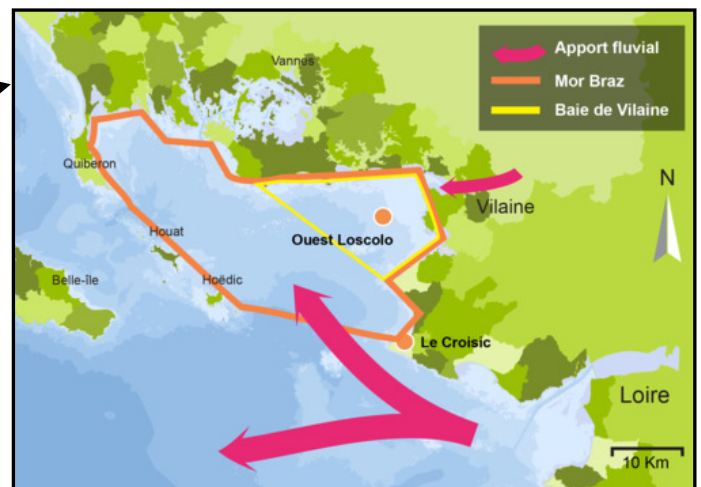 Apport fluvial
Mor Braz
Baie de Vilaine
Vannes
N
Quibéron
Vilaine
Ouest Loscolo
Houat
Belle-île
Hoëdic
Le Croisic
Loire
10 Km